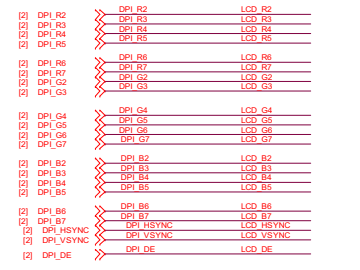 [2] DPI_R2 DPI_R2 LCD_R2
[2] DPI_R3 DPI_R3 LCD_R3
[2] DPI_R4 DPI_R4 LCD_R4
[2] DPI_R5 DPI_R5 LCD_R5
[2] DPI_R6 DPI_R6 LCD_R6
[2] DPI_R7 DPI_R7 LCD_R7
[2] DPI_G2 DPI_G2 LCD_G2
[2] DPI_G3 DPI_G3 LCD_G3
[2] DPI_G4 DPI_G4 LCD_G4
[2] DPI_G5 DPI_G5 LCD_G5
[2] DPI_G6 DPI_G6 LCD_G6
[2] DPI_G7 DPI_G7 LCD_G7
[2] DPI_B2 DPI_B2 LCD_B2
[2] DPI_B3 DPI_B3 LCD_B3
[2] DPI_B4 DPI_B4 LCD_B4
[2] DPI_B5 DPI_B5 LCD_B5
[2] DPI_B6 DPI_B6 LCD_B6
[2] DPI_B7 DPI_B7 LCD_B7
[2] DPI_HSYNC DPI_HSYNC LCD_HSYNC
[2] DPI_VSYNC DPI_VSYNC LCD_VSYNC
[2] DPI_DE DPI_DE LCD_DE